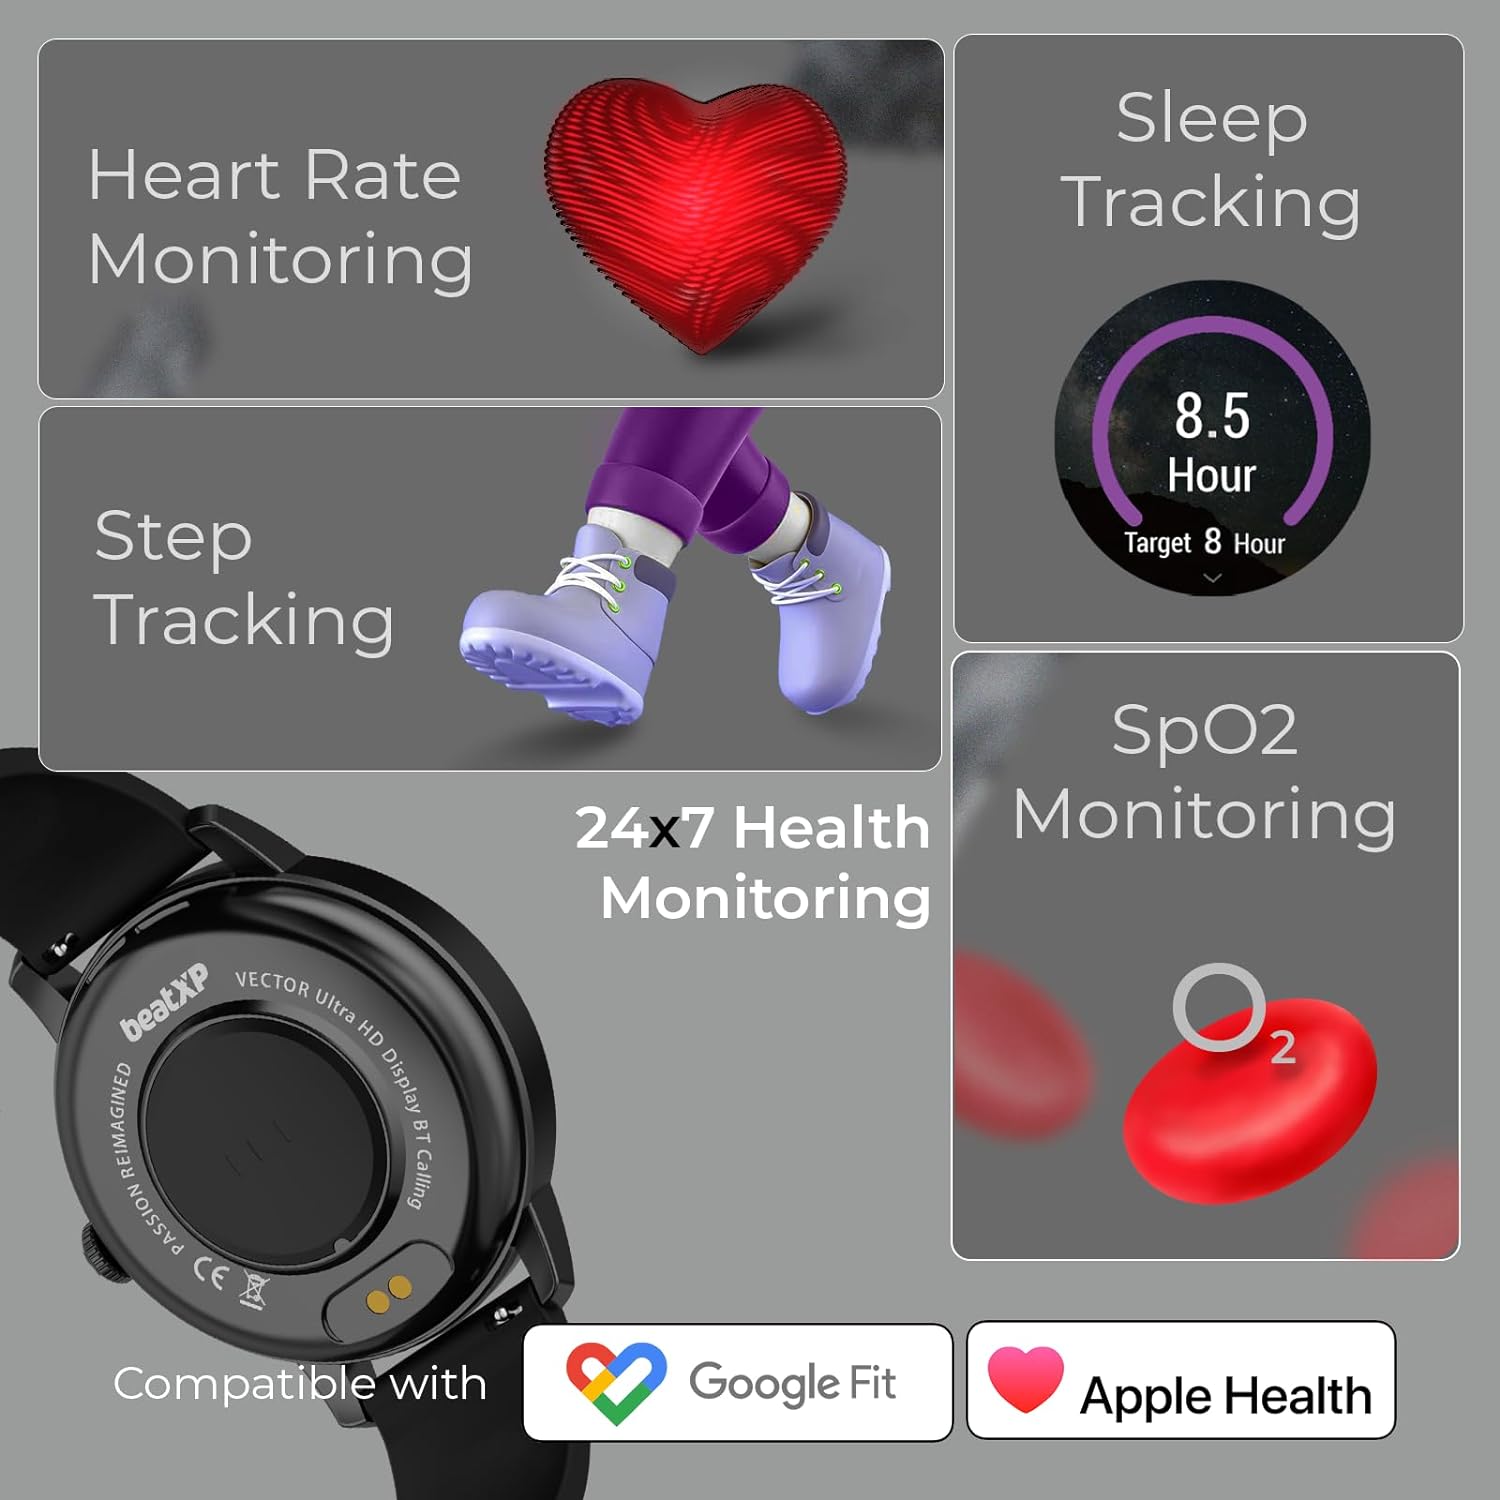 Heart Rate
Monitoring
Sleep
Tracking
8.5
Hour
Target 8 Hour
Step
Tracking
SpO2
Monitoring
O2
24x7 Health
Monitoring
beatXP
VECTOR Ultra HD Display BT Calling
PASSION REIMAGINED
CE
Compatible with
Google Fit
Apple Health